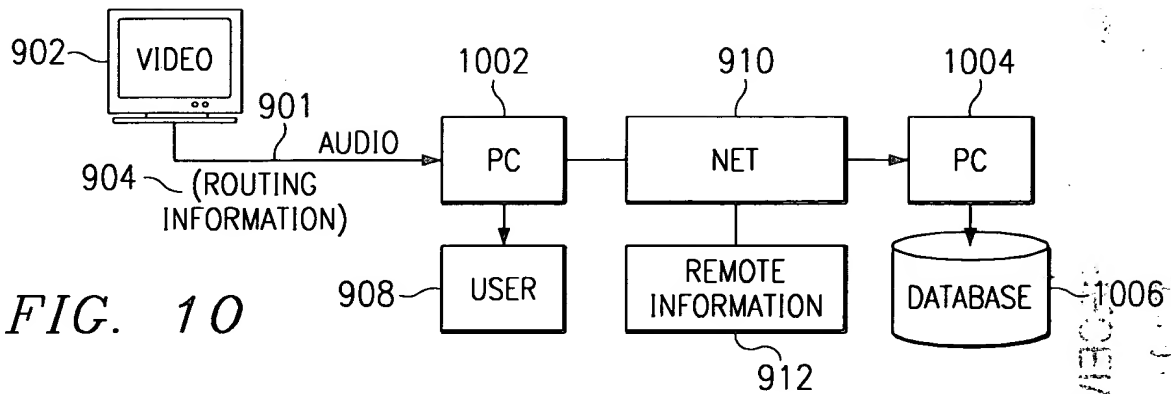 902
VIDEO
901
AUDIO
904
(ROUTING
INFORMATION)
1002
PC
910
NET
1004
PC
908
USER
REMOTE
INFORMATION
912
DATABASE
1006
FIG. 10